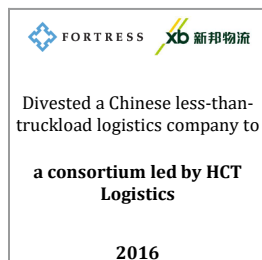 FORTRESS xb 新邦物流
Divested a Chinese less-than-
truckload logistics company to
a consortium led by HCT
Logistics
2016